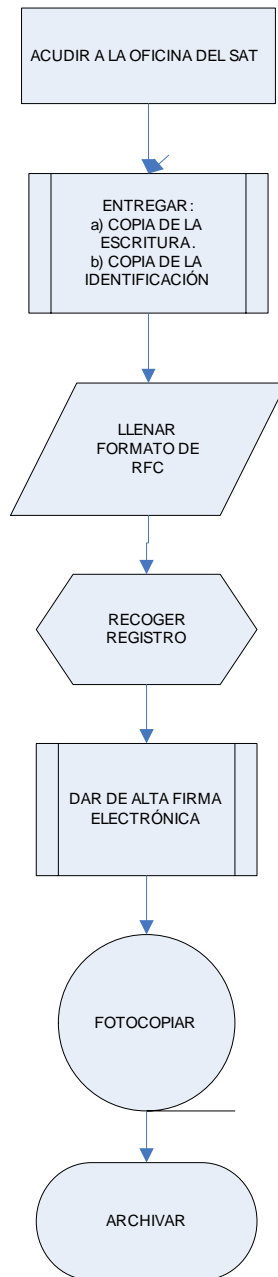 ACUDIR A LA OFICINA DEL SAT
ENTREGAR:
a) COPIA DE LA
ESCRITURA.
b) COPIA DE LA
IDENTIFICACIÓN
LLENAR
FORMATO DE
RFC
RECOGER
REGISTRO
DAR DE ALTA FIRMA
ELECTRÓNICA
FOTOCOPIAR
ARCHIVAR